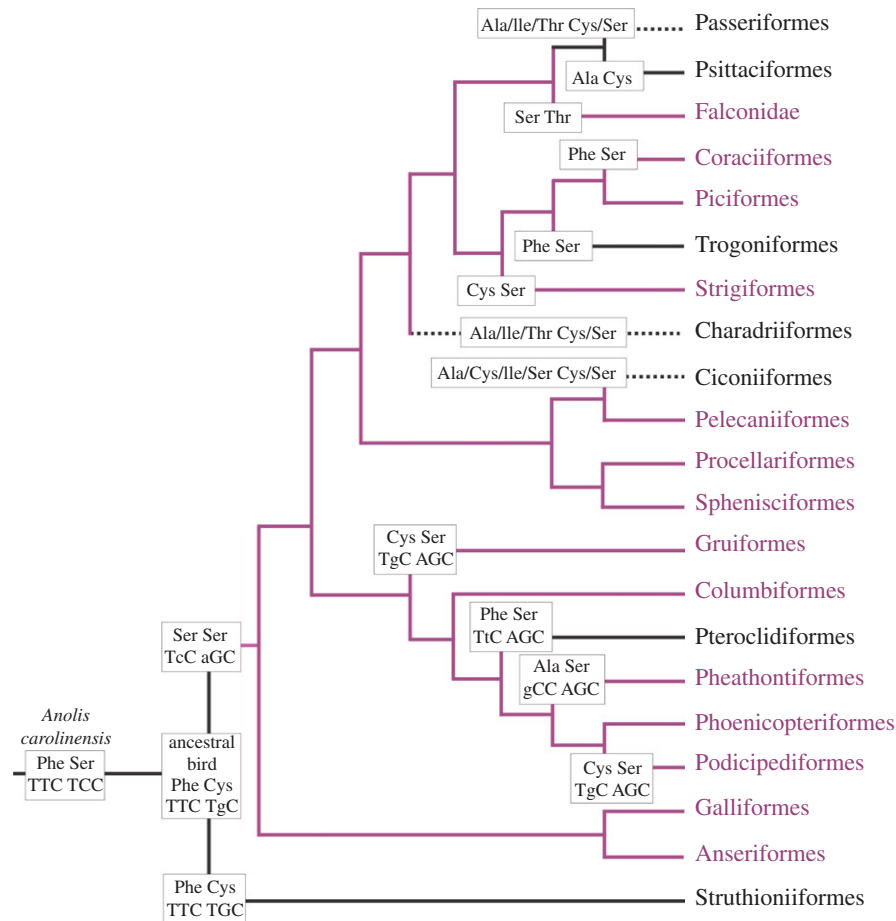 Ala/Ile/Thr Cys/Ser
Passeriformes
Ala Cys
Psittaciformes
Ser Thr
Falconidae
Phe Ser
Coraciiformes
Piciformes
Phe Ser
Trogoniformes
Cys Ser
Strigiformes
Ala/Ile/Thr Cys/Ser
Charadriiformes
Ala/Cys/Ile/Ser Cys/Ser
Ciconiiformes
Pelecaniiformes
Procellariformes
Sphenisciformes
Cys Ser
TgC AGC
Gruiformes
Columbiformes
Phe Ser
TtC AGC
Pteroclidiformes
Ala Ser
gCC AGC
Pheathontiformes
Phoenicopteriformes
Cys Ser
TgC AGC
Podicipediformes
Ser Ser
TcC aGC
Anolis
carolinensis
Phe Ser
TTC TCC
ancestral
bird
Phe Cys
TTC TgC
Galliformes
Anseriformes
Phe Cys
TTC TGC
Struthioniiformes